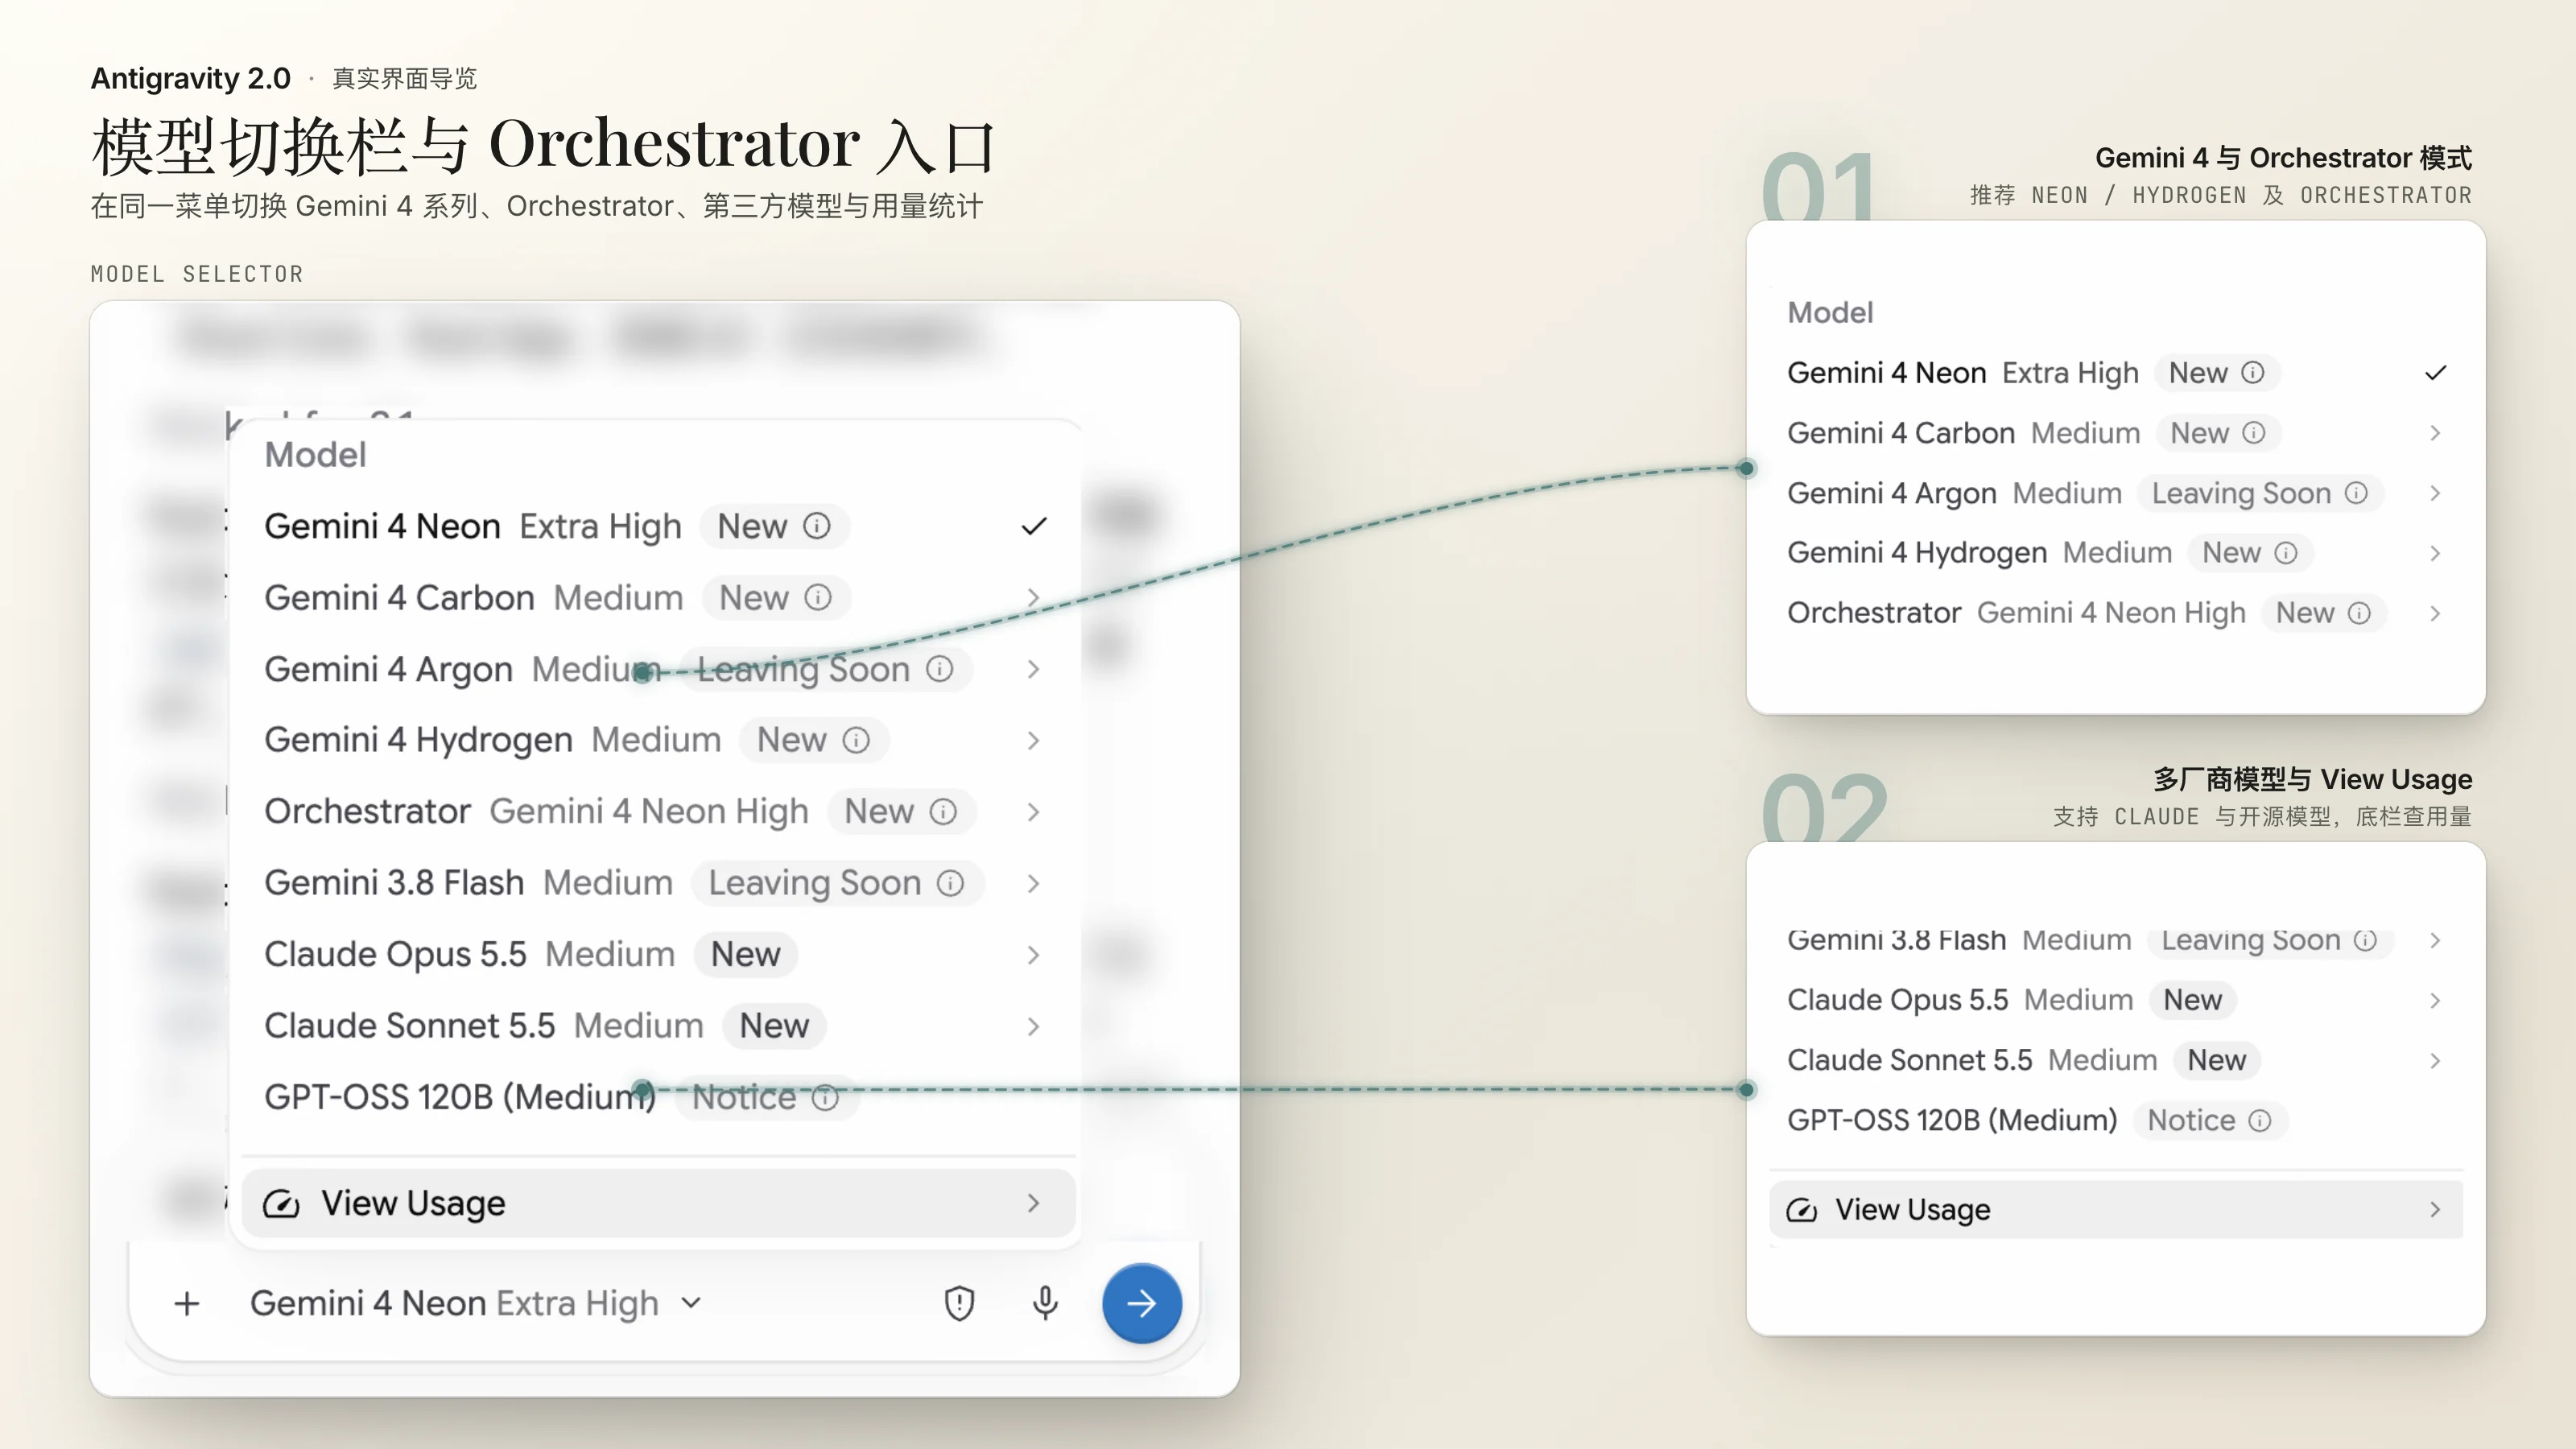 Antigravity 2.0 · 真实界面导览
模型切换栏与 Orchestrator 入口
在同一菜单切换 Gemini 4 系列、Orchestrator、第三方模型与用量统计
MODEL SELECTOR
Model
Gemini 4 Neon Extra High New
Gemini 4 Carbon Medium New
Gemini 4 Argon Medium Leaving Soon
Gemini 4 Hydrogen Medium New
Orchestrator Gemini 4 Neon High New
Gemini 3.8 Flash Medium Leaving Soon
Claude Opus 5.5 Medium New
Claude Sonnet 5.5 Medium New
GPT-OSS 120B (Medium) Notice
View Usage
Gemini 4 Neon Extra High
01
Gemini 4 与 Orchestrator 模式
推荐 NEON / HYDROGEN 及 ORCHESTRATOR
Model
Gemini 4 Neon Extra High New
Gemini 4 Carbon Medium New
Gemini 4 Argon Medium Leaving Soon
Gemini 4 Hydrogen Medium New
Orchestrator Gemini 4 Neon High New
02
多厂商模型与 View Usage
支持 CLAUDE 与开源模型，底栏查用量
Gemini 3.8 Flash Medium Leaving Soon
Claude Opus 5.5 Medium New
Claude Sonnet 5.5 Medium New
GPT-OSS 120B (Medium) Notice
View Usage